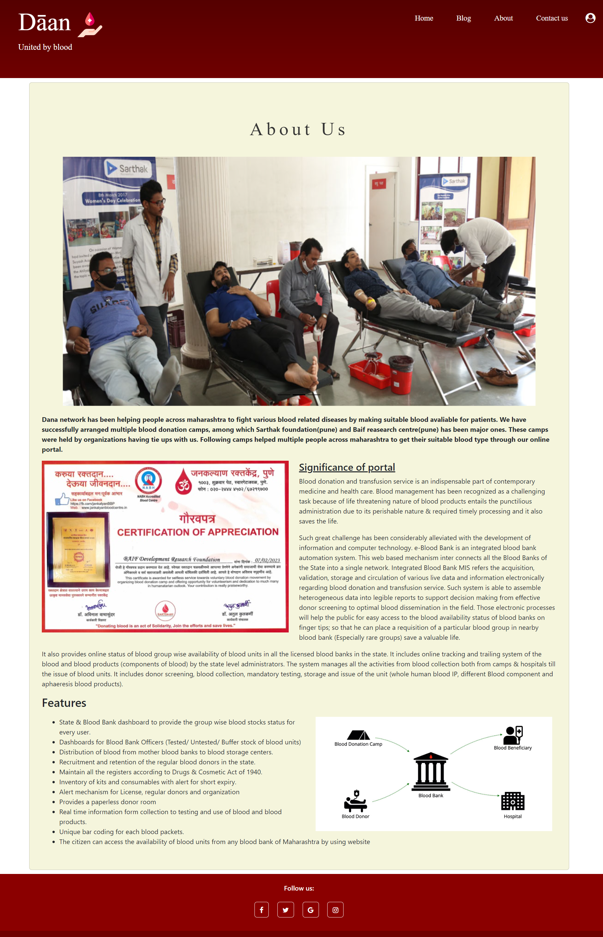 Dāan
United by blood
Home
Blog
About
Contact us
About Us
Sarthak
Women's Day Celebration
Sarthak
Dana network has been helping people across maharashtra to fight various blood related diseases by making suitable blood avaliable for patients. We have
successfully arranged multiple blood donation camps, among which Sarthak foundation(pune) and Baif reasearch centre(pune) has been major ones. These camps
were held by organizations having tie ups with us. Following camps helped multiple people across maharashtra to get their suitable blood type through our online
portal.
करुया रक्तदान....
देऊया जीवनदान....
जनकल्याण रक्तकेंद्र, पुणे
गौरवपत्र
CERTIFICATION OF APPRECIATION
BAIF Development Research Foundation
"Donating blood is an act of Solidarity. Join the efforts and save lives."
Significance of portal
Blood donation and transfusion service is an indispensable part of contemporary
medicine and health care. Blood management has been recognized as a challenging
task because of life threatening nature of blood products entails the punctilious
administration due to its perishable nature & required timely processing and it also
saves the life.
Such great challenge has been considerably alleviated with the development of
information and computer technology. e-Blood Bank is an integrated blood bank
automation system. This web based mechanism inter connects all the Blood Banks of
the State into a single network. Integrated Blood Bank MIS refers the acquisition,
validation, storage and circulation of various live data and information electronically
regarding blood donation and transfusion service. Such system is able to assemble
heterogeneous data into legible reports to support decision making from effective
donor screening to optimal blood dissemination in the field. Those electronic processes
will help the public for easy access to the blood availability status of blood banks on
finger tips; so that he can place a requisition of a particular blood group in nearby
blood bank (Especially rare groups) save a valuable life.
It also provides online status of blood group wise availability of blood units in all the licensed blood banks in the state. It includes online tracking and trailing system of the
blood and blood products (components of blood) by the state level administrators. The system manages all the activities from blood collection both from camps & hospitals till
the issue of blood units. It includes donor screening, blood collection, mandatory testing, storage and issue of the unit (whole human blood IP, different Blood component and
aphaeresis blood products).
Features
State & Blood Bank dashboard to provide the group wise blood stocks status for
every user.
Dashboards for Blood Bank Officers (Tested/ Untested/ Buffer stock of blood units)
Distribution of blood from mother blood banks to blood storage centers.
Recruitment and retention of the regular blood donors in the state.
Maintain all the registers according to Drugs & Cosmetic Act of 1940.
Inventory of kits and consumables with alert for short expiry.
Alert mechanism for License, regular donors and organization
Provides a paperless donor room
Real time information form collection to testing and use of blood and blood
products.
Unique bar coding for each blood packets.
The citizen can access the availability of blood units from any blood bank of Maharashtra by using website
Blood Donation Camp
Blood Beneficiary
Blood Bank
Blood Donor
Hospital
Follow us: